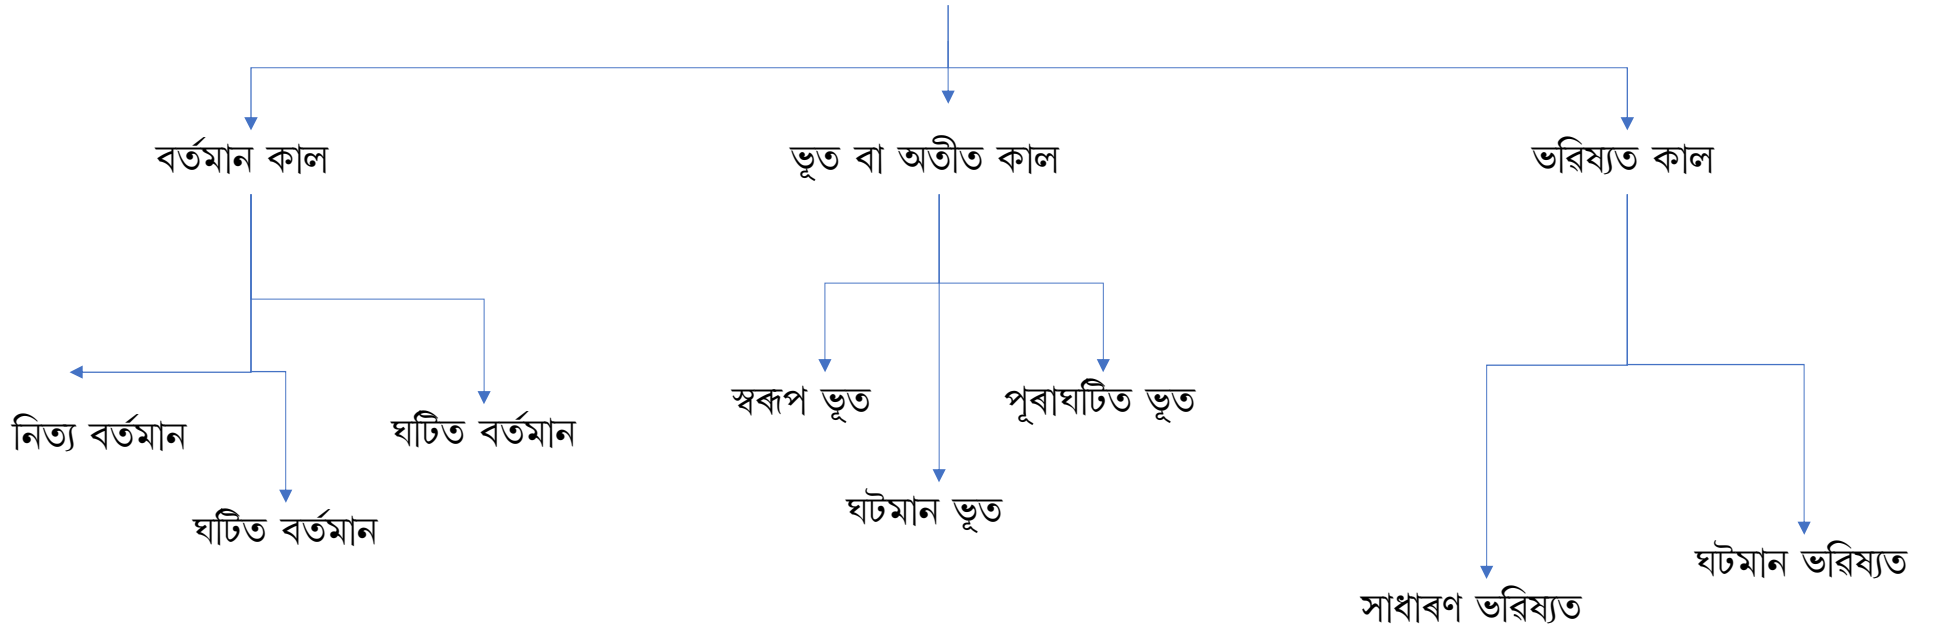 বৰ্তমান কাল
ভূত বা অতীত কাল
ভৱিষ্যত কাল
নিত্য বৰ্তমান
ঘটিত বৰ্তমান
ঘটিত বৰ্তমান
স্বৰূপ ভূত
পূৰাঘটিত ভূত
ঘটমান ভূত
সাধাৰণ ভৱিষ্যত
ঘটমান ভৱিষ্যত